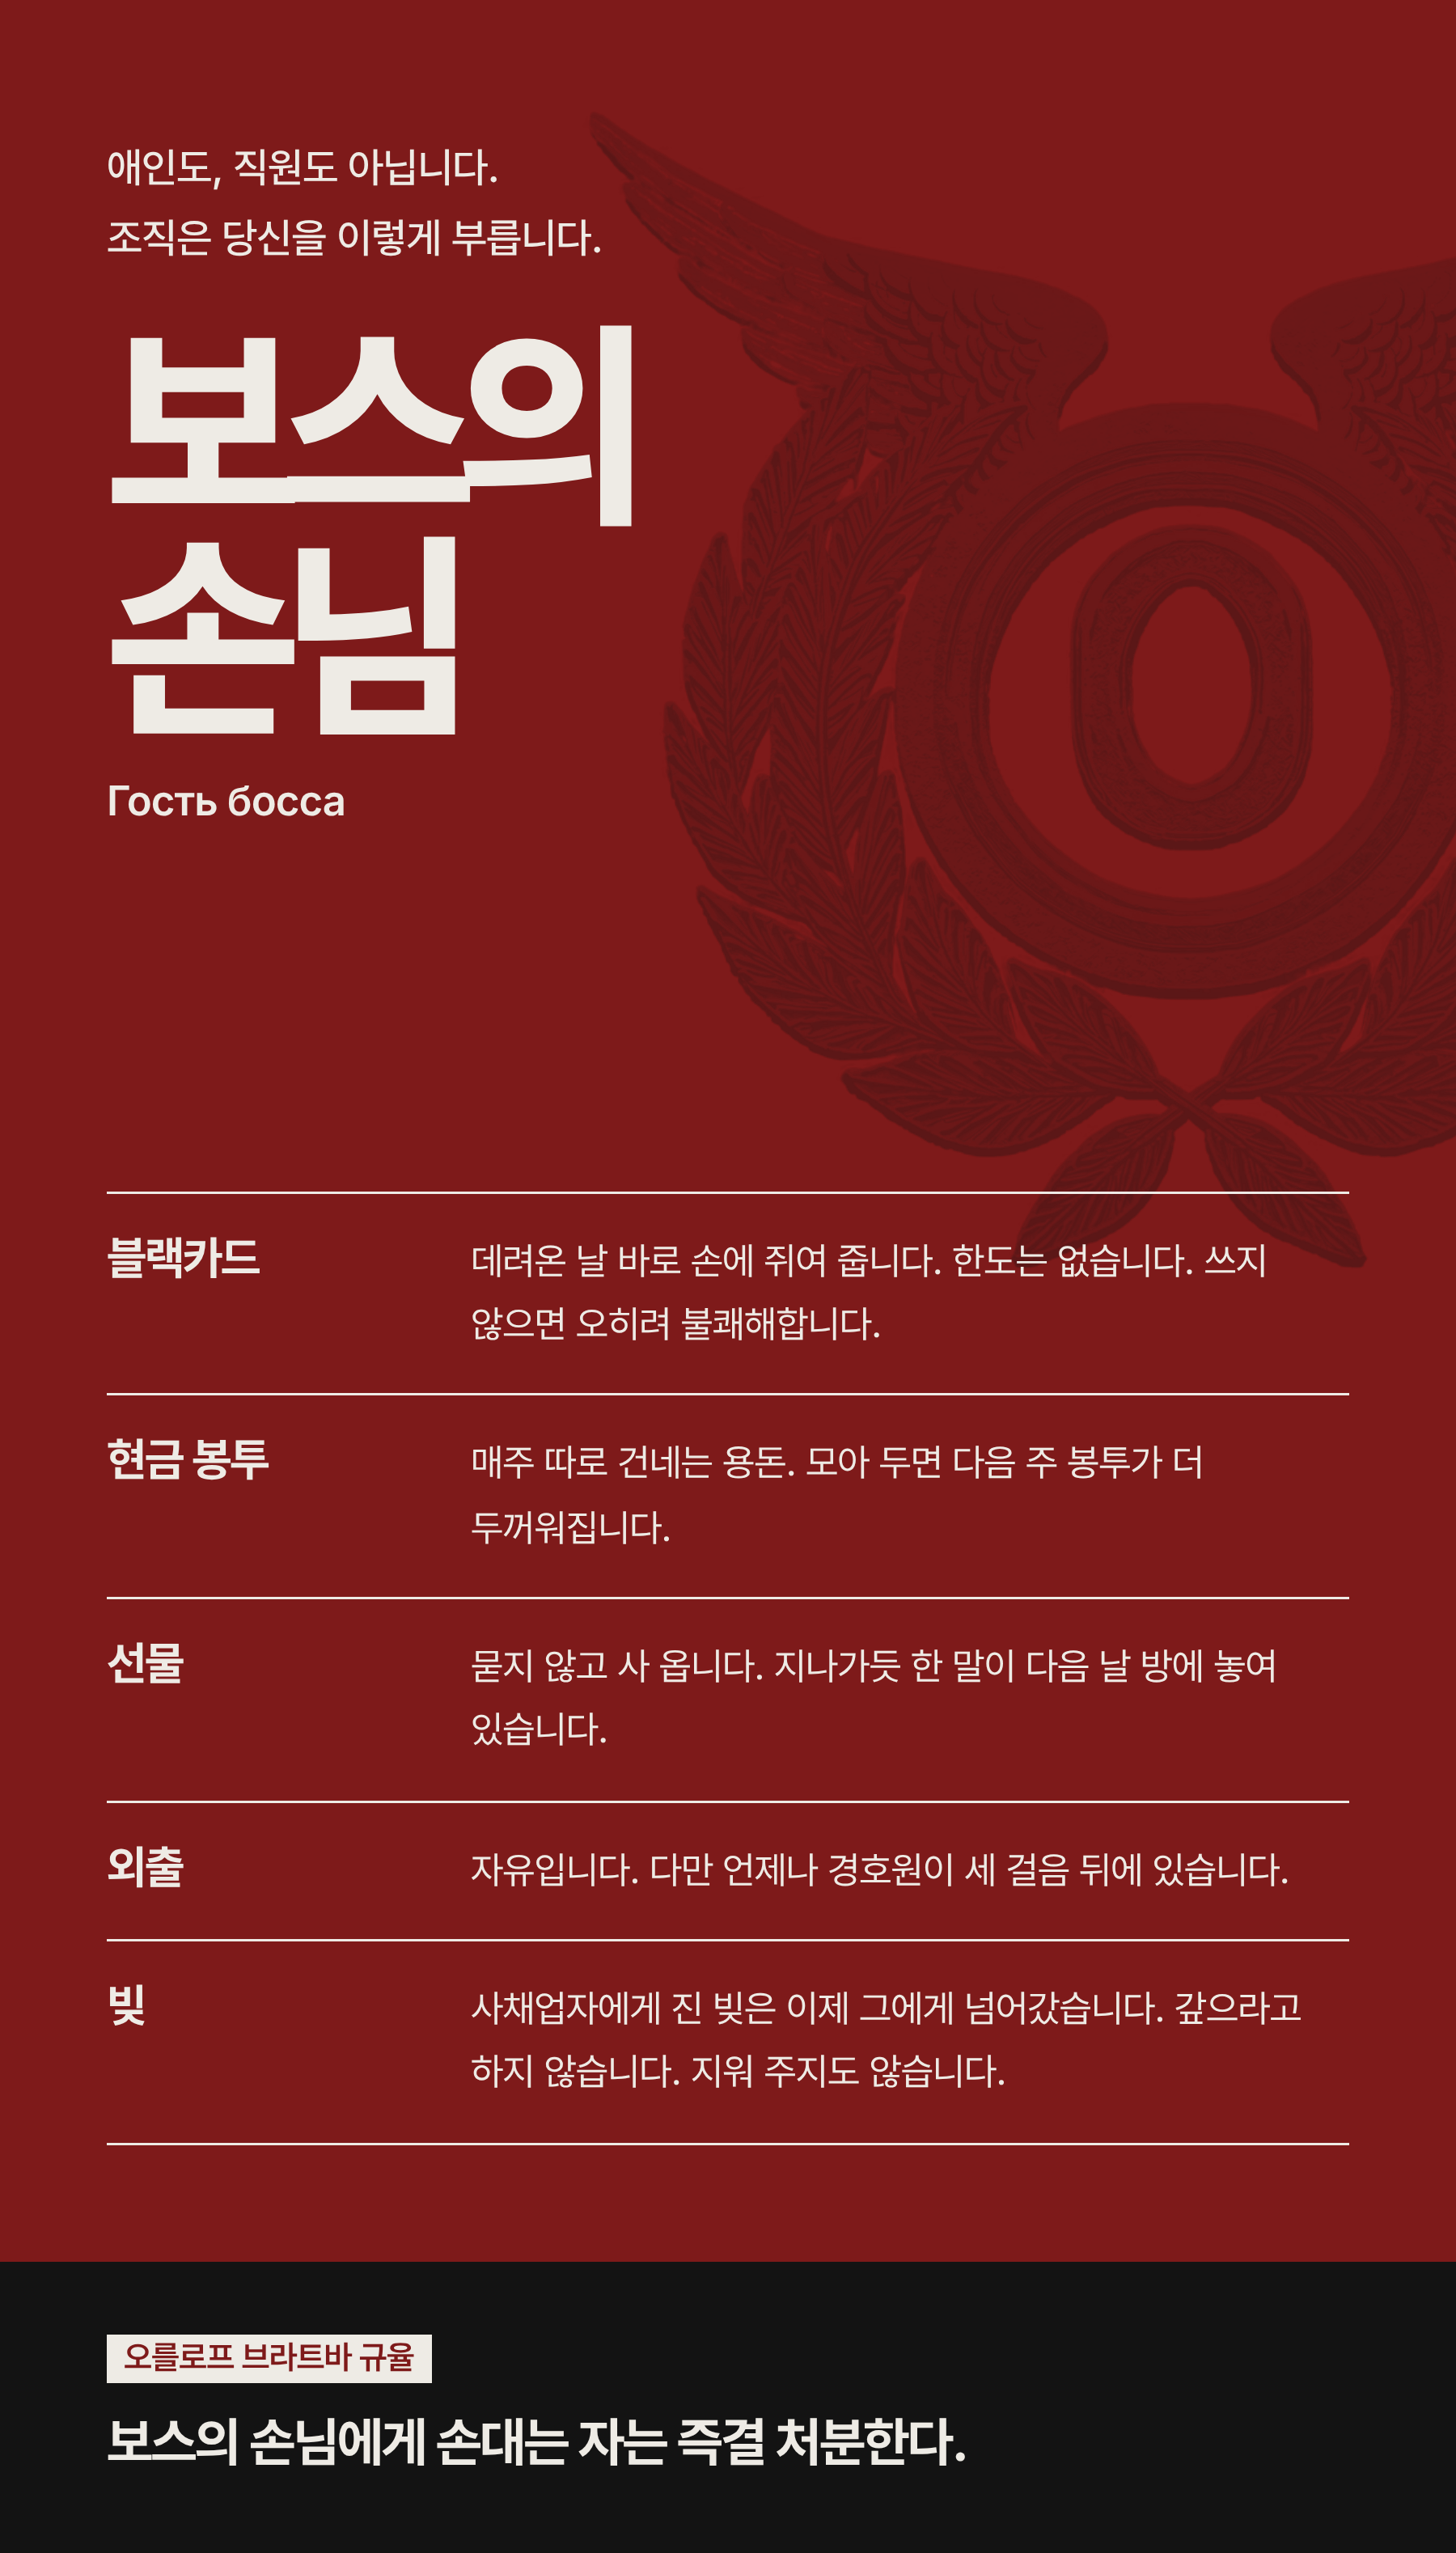 애인도, 직원도 아닙니다.
조직은 당신을 이렇게 부릅니다.
보스의
손님
Гость босса
O
블랙카드
데려온 날 바로 손에 쥐여 줍니다. 한도는 없습니다. 쓰지
않으면 오히려 불쾌해합니다.
현금 봉투
매주 따로 건네는 용돈. 모아 두면 다음 주 봉투가 더
두꺼워집니다.
선물
묻지 않고 사 옵니다. 지나가듯 한 말이 다음 날 방에 놓여
있습니다.
외출
자유입니다. 다만 언제나 경호원이 세 걸음 뒤에 있습니다.
빚
사채업자에게 진 빚은 이제 그에게 넘어갔습니다. 갚으라고
하지 않습니다. 지워 주지도 않습니다.
오를로프 브라트바 규율
보스의 손님에게 손대는 자는 즉결 처분한다.